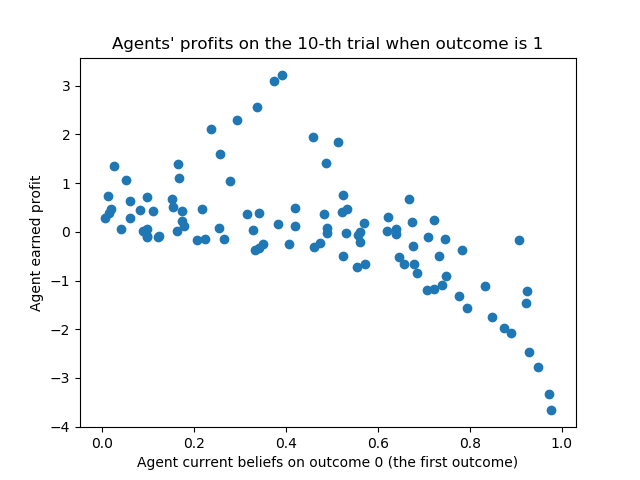 Agents' profits on the 10-th trial when outcome is 1
Agent earned profit
3
2
1
0
−1
−2
−3
−4
0.0 0.2 0.4 0.6 0.8 1.0
Agent current beliefs on outcome 0 (the first outcome)